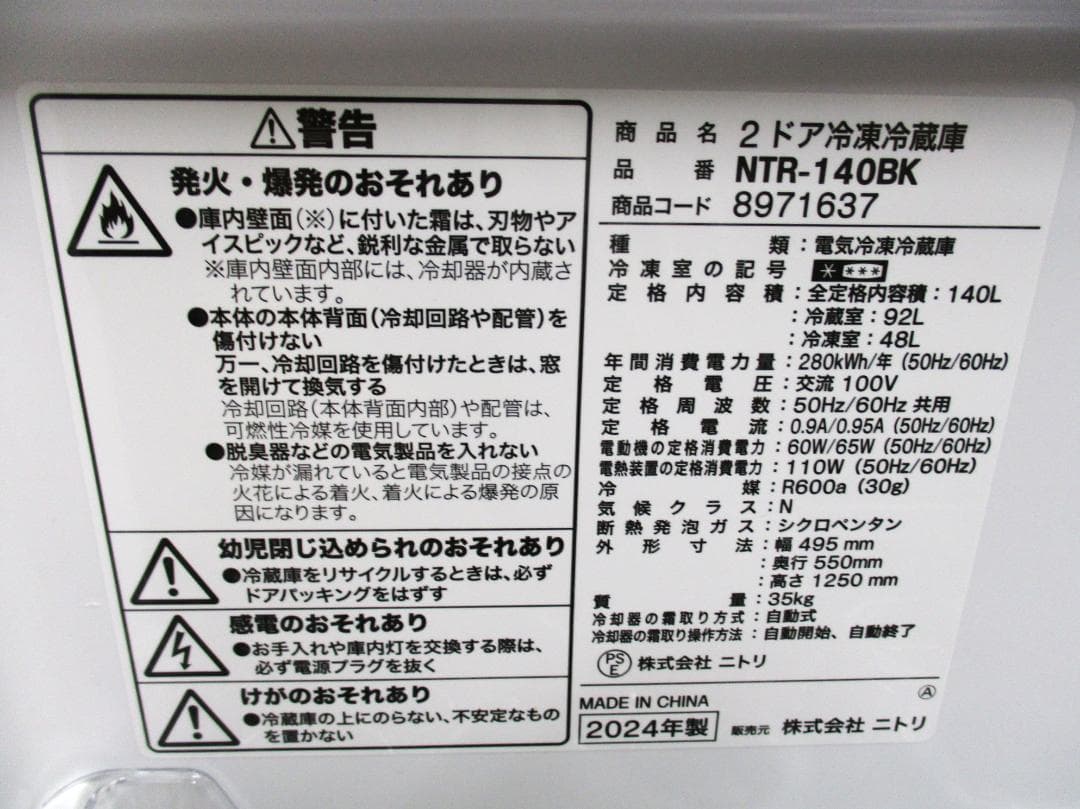 ⚠警告
発火・爆発のおそれあり
●庫内壁面(※)に付いた霜は、刃物やア
イスピックなど、鋭利な金属で取らない
※庫内壁面内部には、冷却器が内蔵さ
れています。
●本体の本体背面(冷却回路や配管)を
傷付けない
万一、冷却回路を傷付けたときは、窓
を開けて換気する
冷却回路(本体背面内部)や配管は、
可燃性冷媒を使用しています。
●脱臭器などの電気製品を入れない
冷媒が漏れていると電気製品の接点の
火花による着火、着火による爆発の原
因になります。
幼児閉じ込められのおそれあり
●冷蔵庫をリサイクルするときは、必ず
ドアパッキングをはずす
感電のおそれあり
●お手入れや庫内灯を交換する際は、
必ず電源プラグを抜く
けがのおそれあり
●冷蔵庫の上にのらない、不安定なもの
を置かない
商品名 2ドア冷凍冷蔵庫
品番 NTR-140BK
商品コード 8971637
種類:電気冷凍冷蔵庫
冷凍室の記号 * ***
定格内容積:全定格内容積:140L
:冷蔵室:92L
:冷凍室:48L
年間消費電力量:280kWh/年(50Hz/60Hz)
定格電圧:交流 100V
定格周波数:50Hz/60Hz 共用
定格電流:0.9A/0.95A (50Hz/60Hz)
電動機の定格消費電力:60W/65W (50Hz/60Hz)
電熱装置の定格消費電力:110W (50Hz/60Hz)
冷媒:R600a (30g)
気候クラス:N
断熱発泡ガス:シクロペンタン
外形寸法:幅 495 mm
:奥行 550mm
:高さ 1250 mm
質量:35kg
冷却器の霜取り方式:自動式
冷却器の霜取り操作方法:自動開始、自動終了
PSE 株式会社 ニトリ
Ⓐ
MADE IN CHINA
2024年製 販売元 株式会社 ニトリ